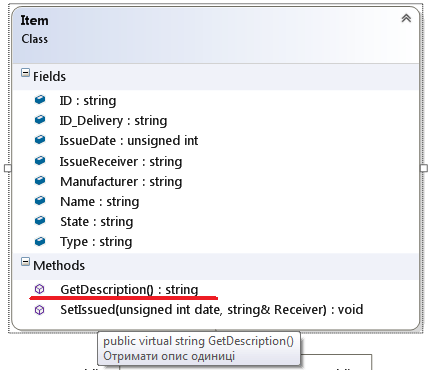 Item
Class
Fields
ID : string
ID_Delivery : string
IssueDate : unsigned int
IssueReceiver : string
Manufacturer : string
Name : string
State : string
Type : string
Methods
GetDescription() : string
SetIssued(unsigned int date, string& Receiver) : void
public virtual string GetDescription()
Отримати опис одиниці